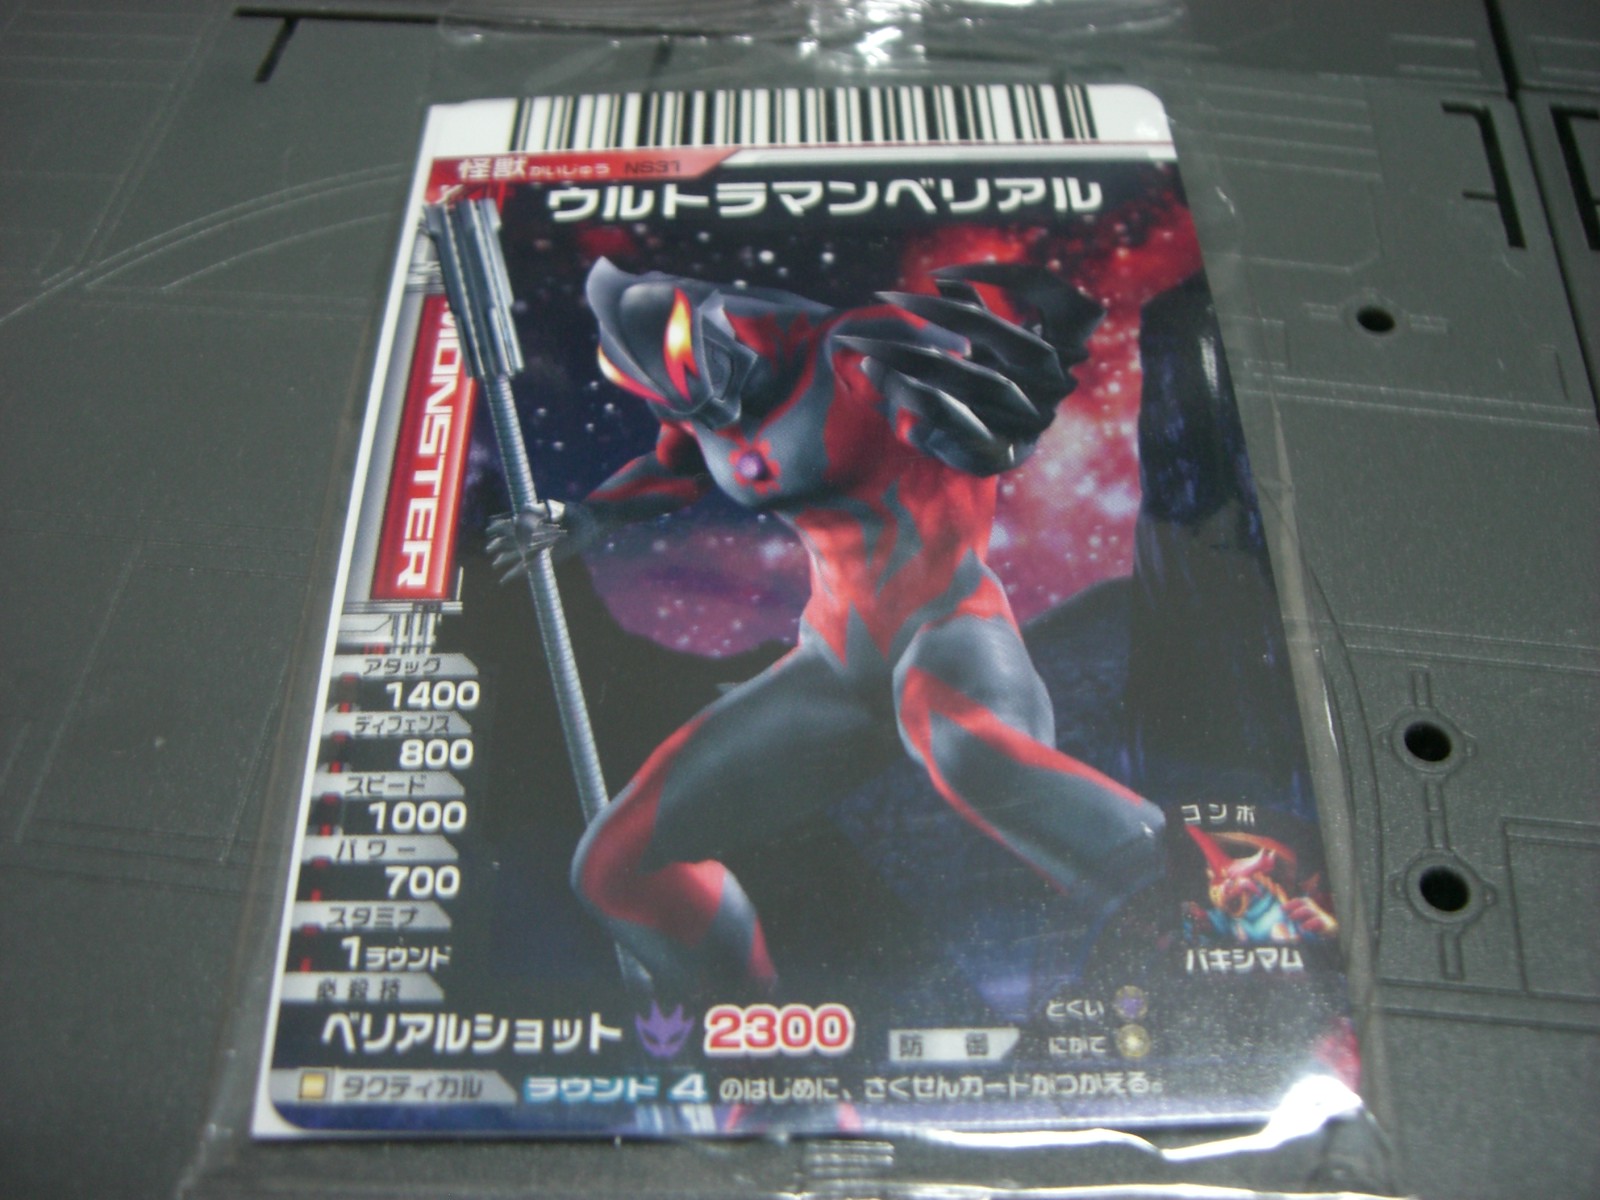 怪獣 かいじゅう NS31
ウルトラマンベリアル
MONSTER
アタック
1400
ディフェンス
800
スピード
1000
パワー
700
スタミナ
1ラウンド
必殺技
ベリアルショット 2300
コンボ
バキシマム
防御
とくい
にがて
タクティカル ラウンド 4 のはじめに、さくせんカードがつかえる。